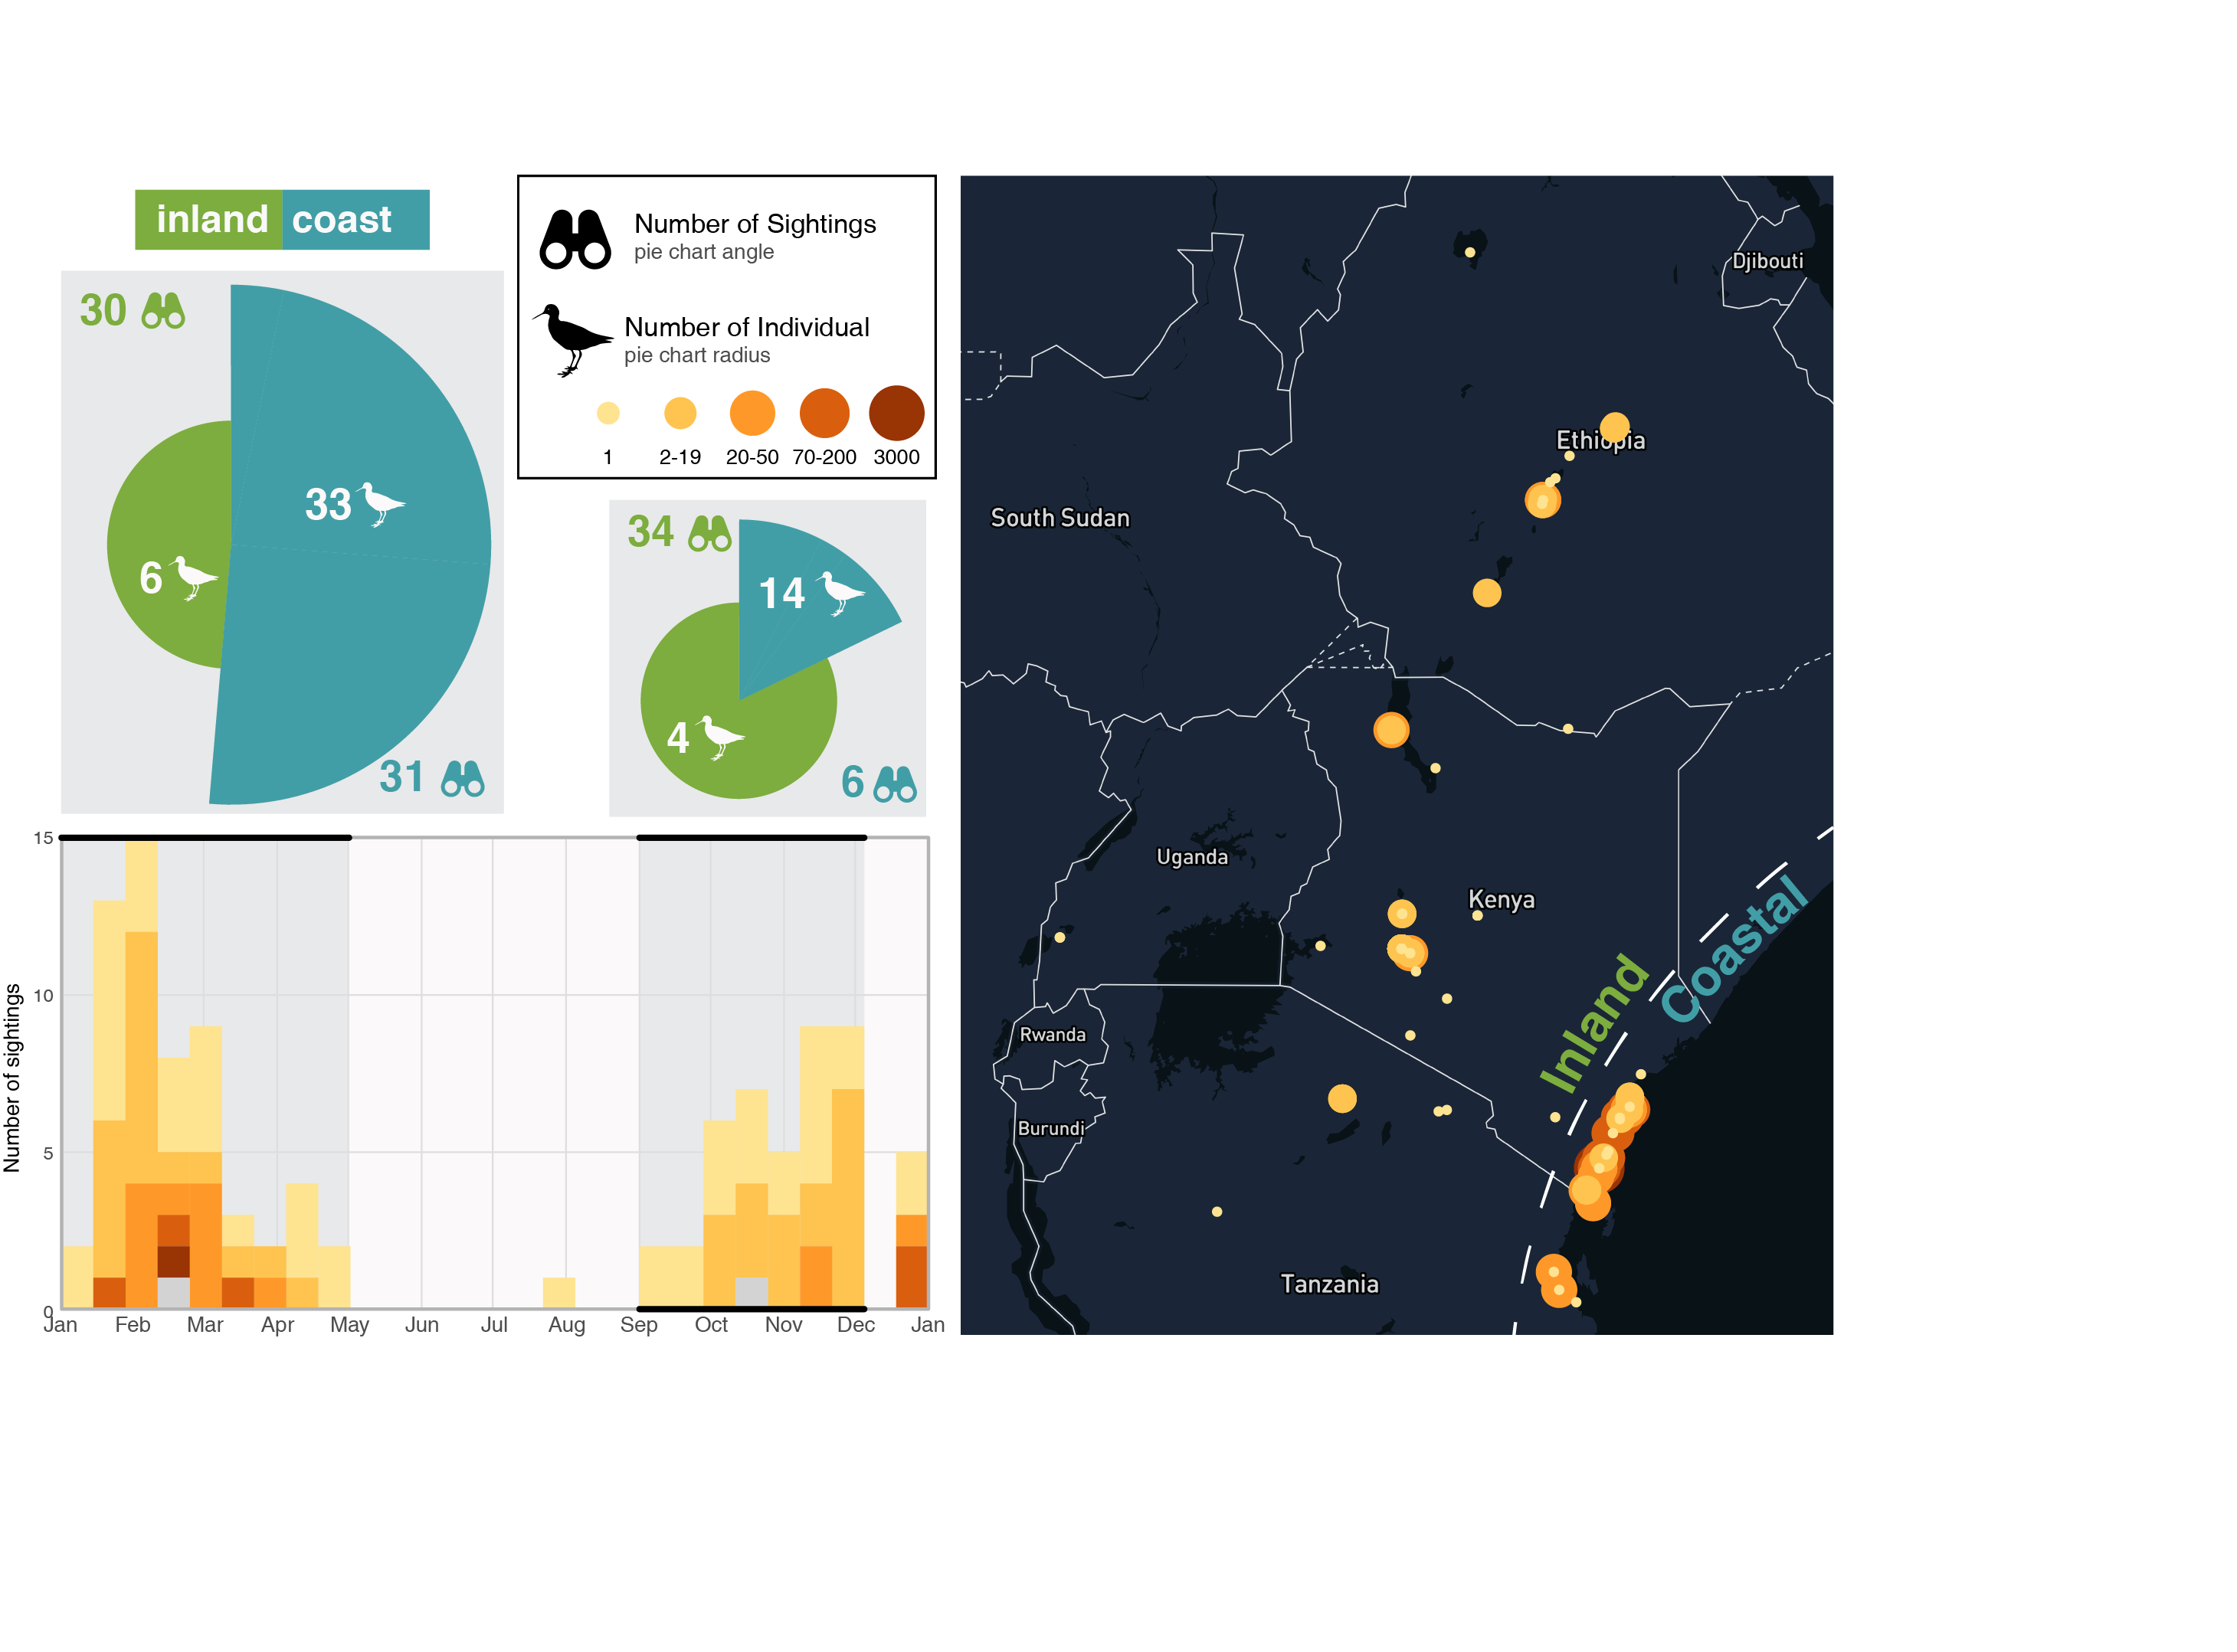 inland coast
30
33
6
31
Number of Sightings
pie chart angle
Number of Individual
pie chart radius
1 2-19 20-50 70-200 3000
34
14
4
6
Number of sightings
15
10
5
0
Jan Feb Mar Apr May Jun Jul Aug Sep Oct Nov Dec Jan
Djibouti
Ethiopia
South Sudan
Uganda
Kenya
Coastal
Inland
Rwanda
Burundi
Tanzania